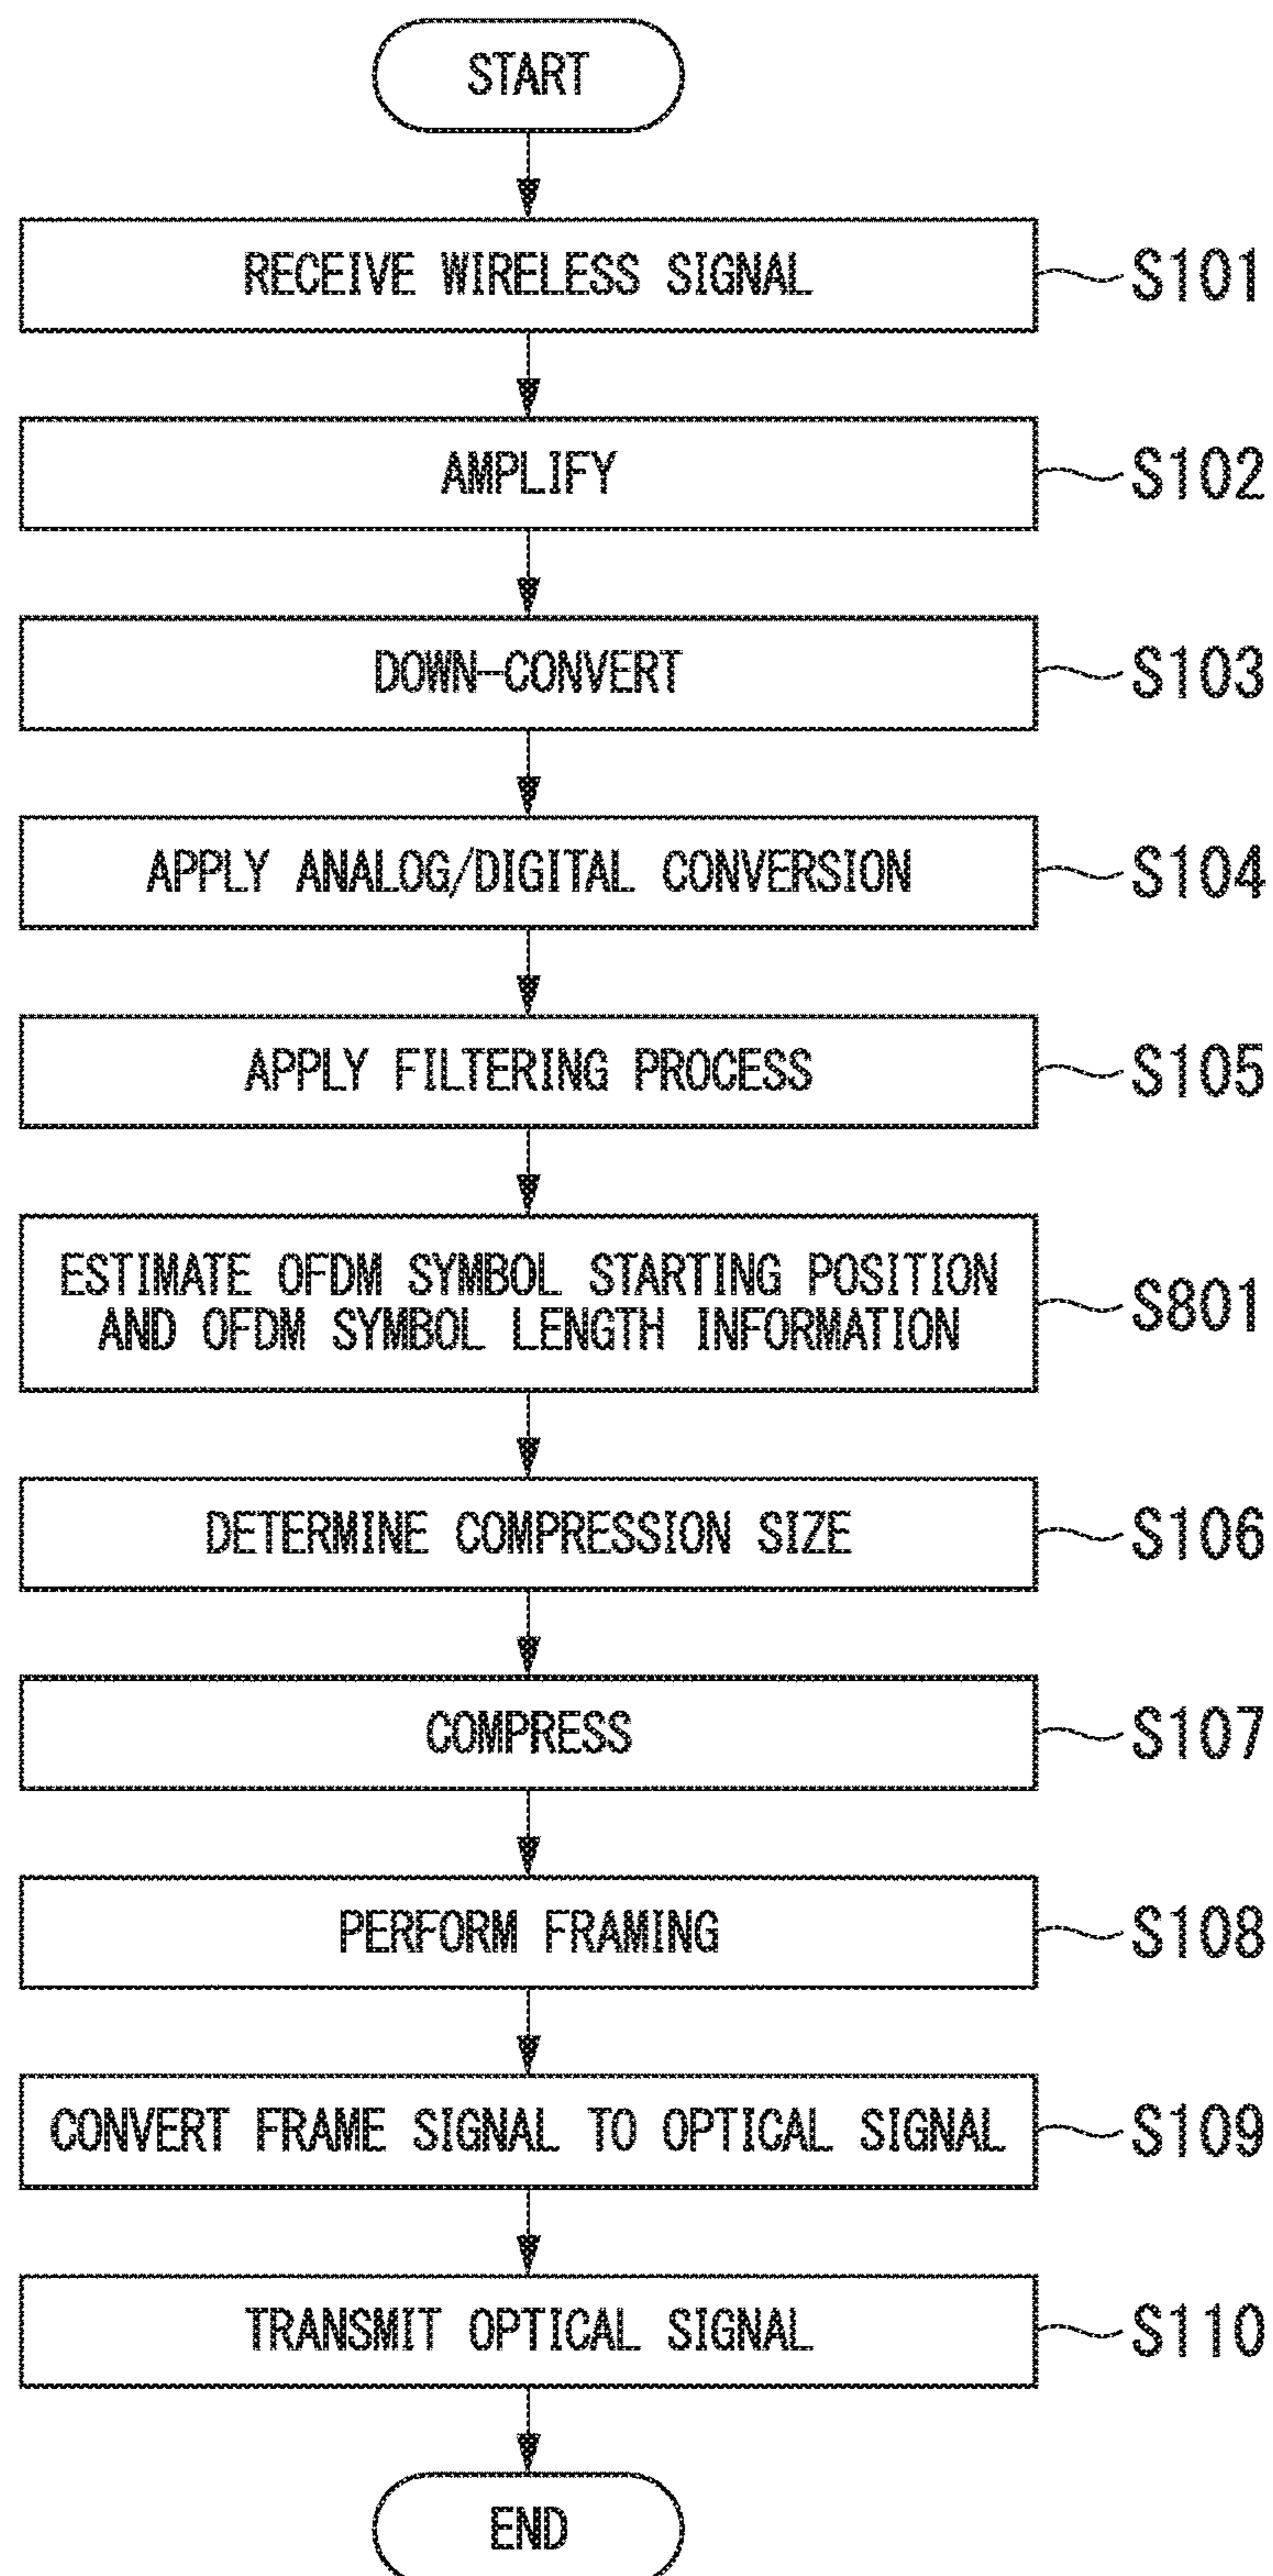 START
RECEIVE WIRELESS SIGNAL
S101
AMPLIFY
S102
DOWN-CONVERT
S103
APPLY ANALOG/DIGITAL CONVERSION
S104
APPLY FILTERING PROCESS
S105
ESTIMATE OFDM SYMBOL STARTING POSITION
AND OFDM SYMBOL LENGTH INFORMATION
S801
DETERMINE COMPRESSION SIZE
S106
COMPRESS
S107
PERFORM FRAMING
S108
CONVERT FRAME SIGNAL TO OPTICAL SIGNAL
S109
TRANSMIT OPTICAL SIGNAL
S110
END